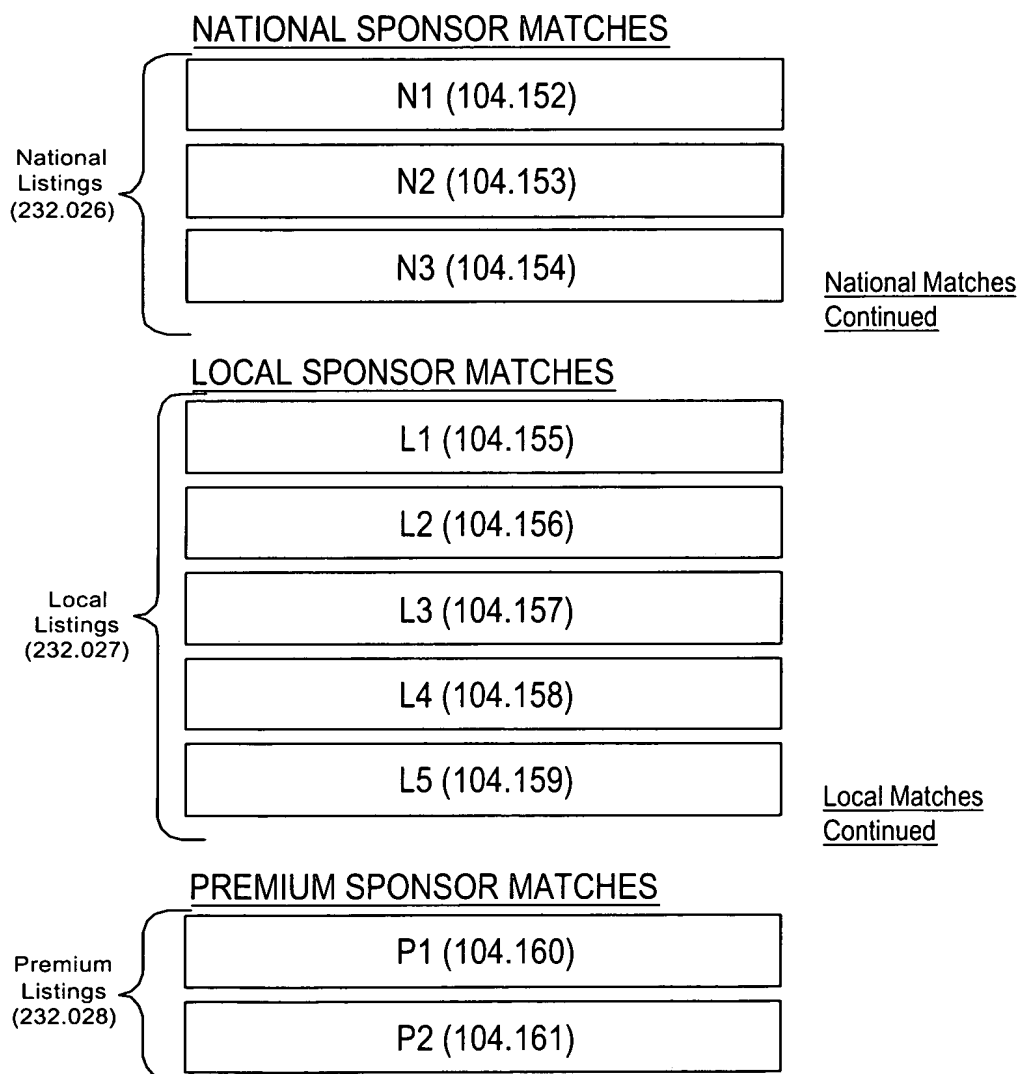 NATIONAL SPONSOR MATCHES
N1 (104.152)
National
Listings
(232.026)
N2 (104.153)
N3 (104.154)
National Matches
Continued
LOCAL SPONSOR MATCHES
L1 (104.155)
L2 (104.156)
Local
Listings
(232.027)
L3 (104.157)
L4 (104.158)
L5 (104.159)
Local Matches
Continued
PREMIUM SPONSOR MATCHES
P1 (104.160)
Premium
Listings
(232.028)
P2 (104.161)